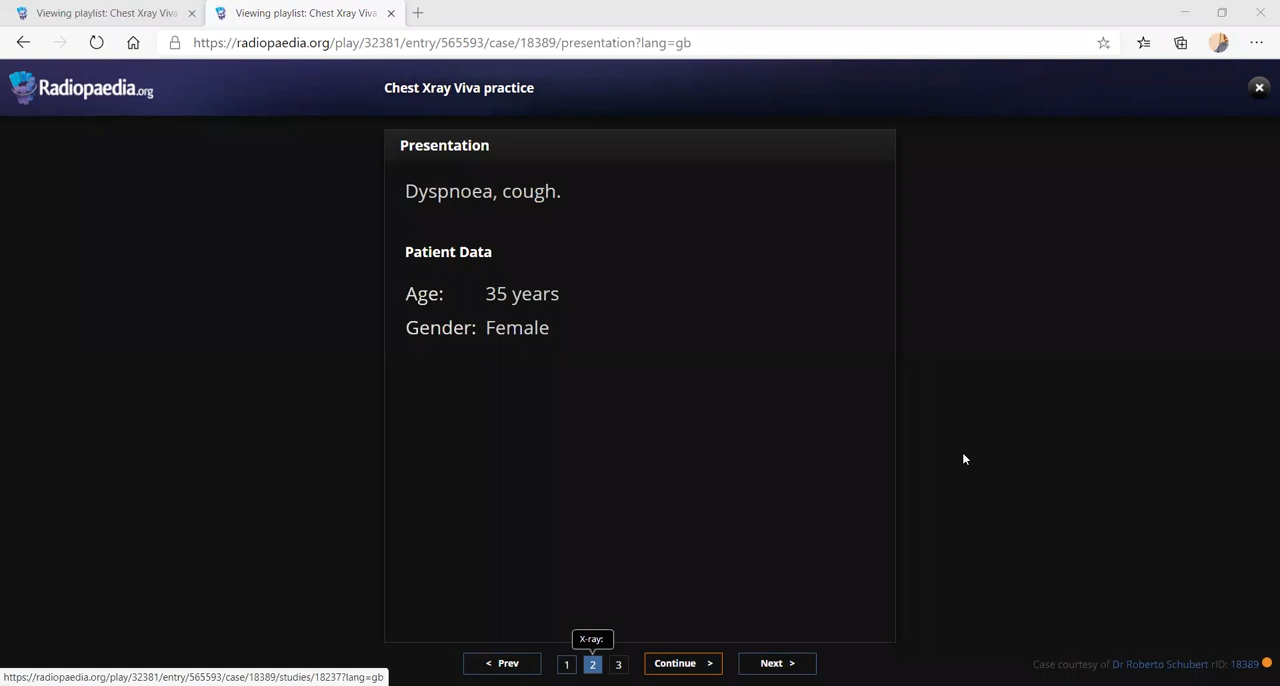 Viewing playlist: Chest Xray Viva
Viewing playlist: Chest Xray Viva
https://radiopaedia.org/play/32381/entry/565593/case/18389/presentation?lang=gb
Radiopaedia.org
Chest Xray Viva practice
Presentation
Dyspnoea, cough.
Patient Data
Age: 35 years
Gender: Female
X-ray:
< Prev 1 2 3 Continue > Next >
Case courtesy of Dr Roberto Schubert rID: 18389
https://radiopaedia.org/play/32381/entry/565593/case/18389/studies/18237?lang=gb